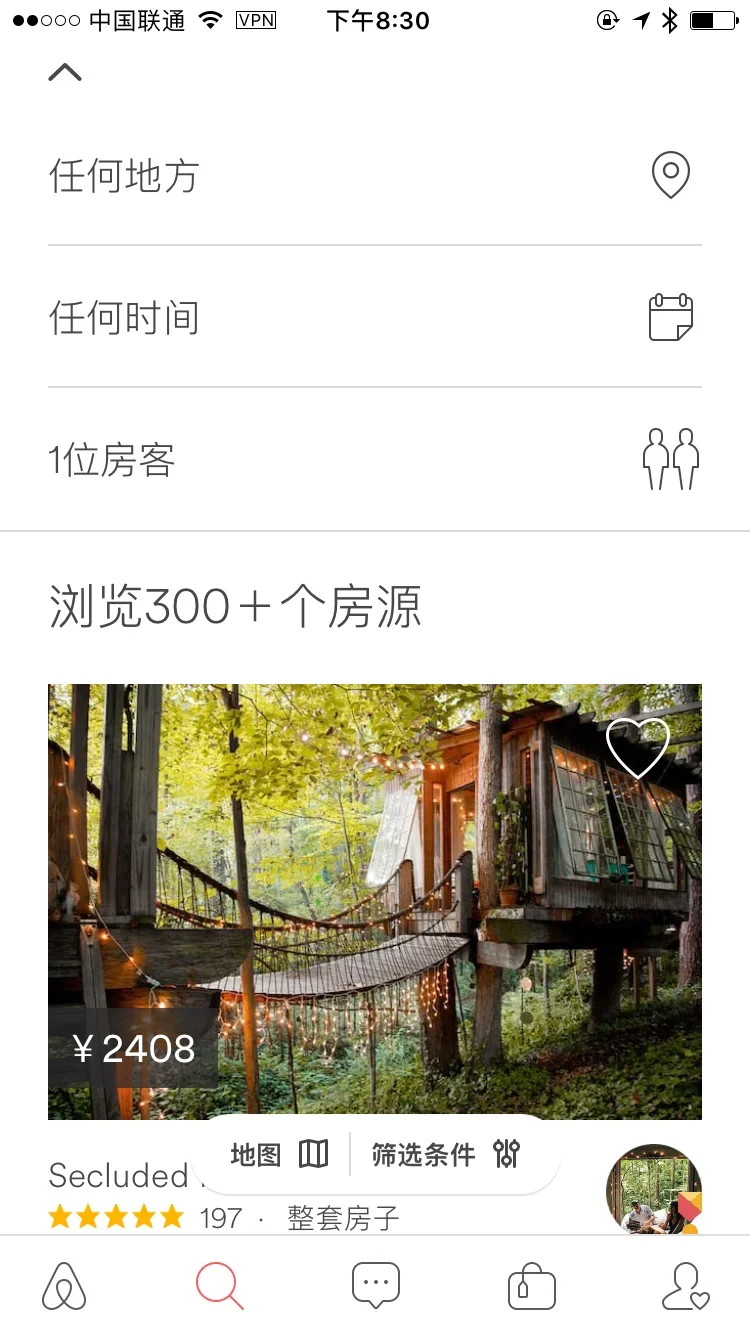 中国联通 VPN 下午8:30
任何地方
任何时间
1位房客
浏览300+个房源
¥2408
地图 筛选条件
Secluded
197 · 整套房子